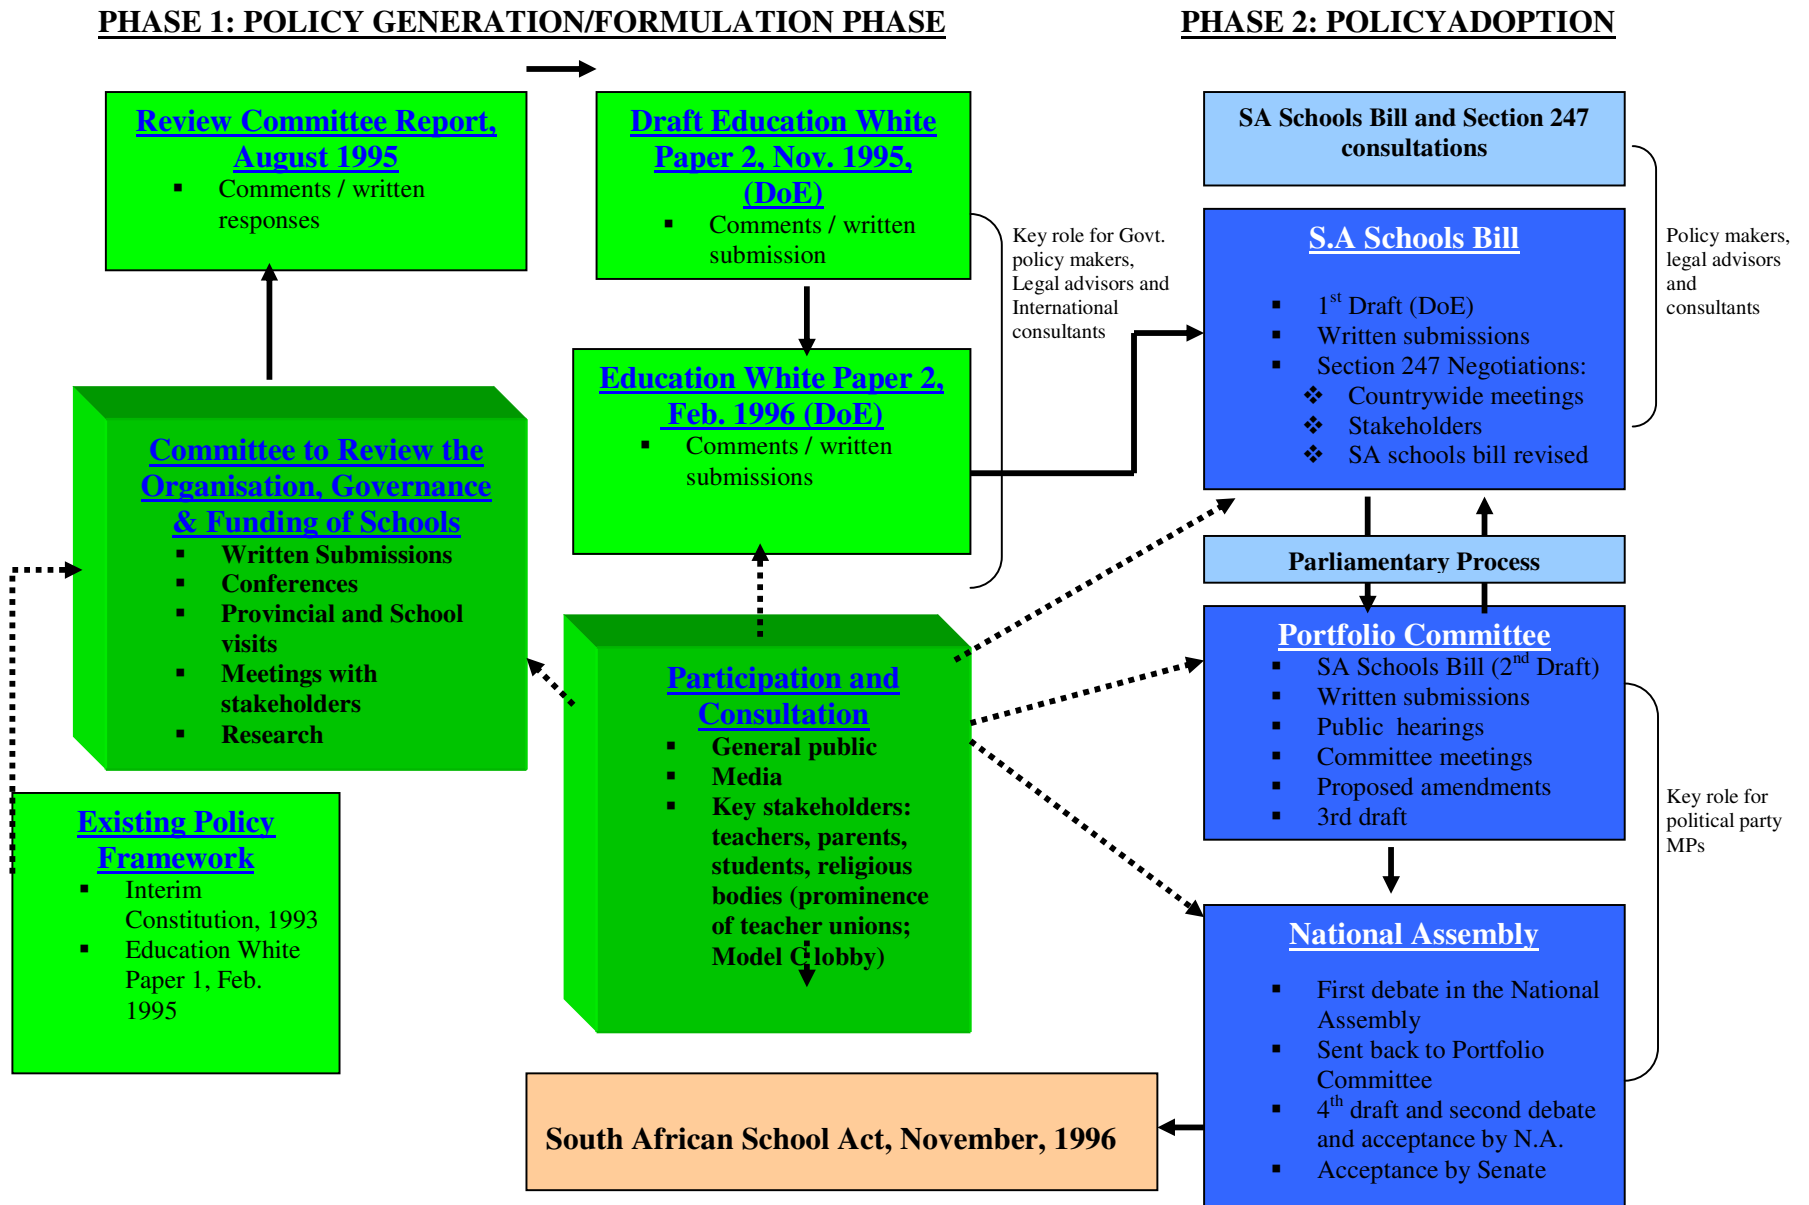 PHASE 1: POLICY GENERATION/FORMULATION PHASE
PHASE 2: POLICYADOPTION
Review Committee Report,
August 1995
▪ Comments / written
responses
Draft Education White
Paper 2, Nov. 1995,
(DoE)
▪ Comments / written
submission
Key role for Govt.
policy makers,
Legal advisors and
International
consultants
Education White Paper 2,
Feb. 1996 (DoE)
▪ Comments / written
submissions
Committee to Review the
Organisation, Governance
& Funding of Schools
▪ Written Submissions
▪ Conferences
▪ Provincial and School
visits
▪ Meetings with
stakeholders
▪ Research
Existing Policy
Framework
▪ Interim
Constitution, 1993
▪ Education White
Paper 1, Feb.
1995
Participation and
Consultation
▪ General public
▪ Media
▪ Key stakeholders:
teachers, parents,
students, religious
bodies (prominence
of teacher unions;
Model C lobby)
SA Schools Bill and Section 247
consultations
S.A Schools Bill
▪ 1st Draft (DoE)
▪ Written submissions
▪ Section 247 Negotiations:
❖ Countrywide meetings
❖ Stakeholders
❖ SA schools bill revised
Policy makers,
legal advisors
and
consultants
Parliamentary Process
Portfolio Committee
▪ SA Schools Bill (2nd Draft)
▪ Written submissions
▪ Public hearings
▪ Committee meetings
▪ Proposed amendments
▪ 3rd draft
Key role for
political party
MPs
National Assembly
▪ First debate in the National
Assembly
▪ Sent back to Portfolio
Committee
▪ 4th draft and second debate
and acceptance by N.A.
▪ Acceptance by Senate
South African School Act, November, 1996